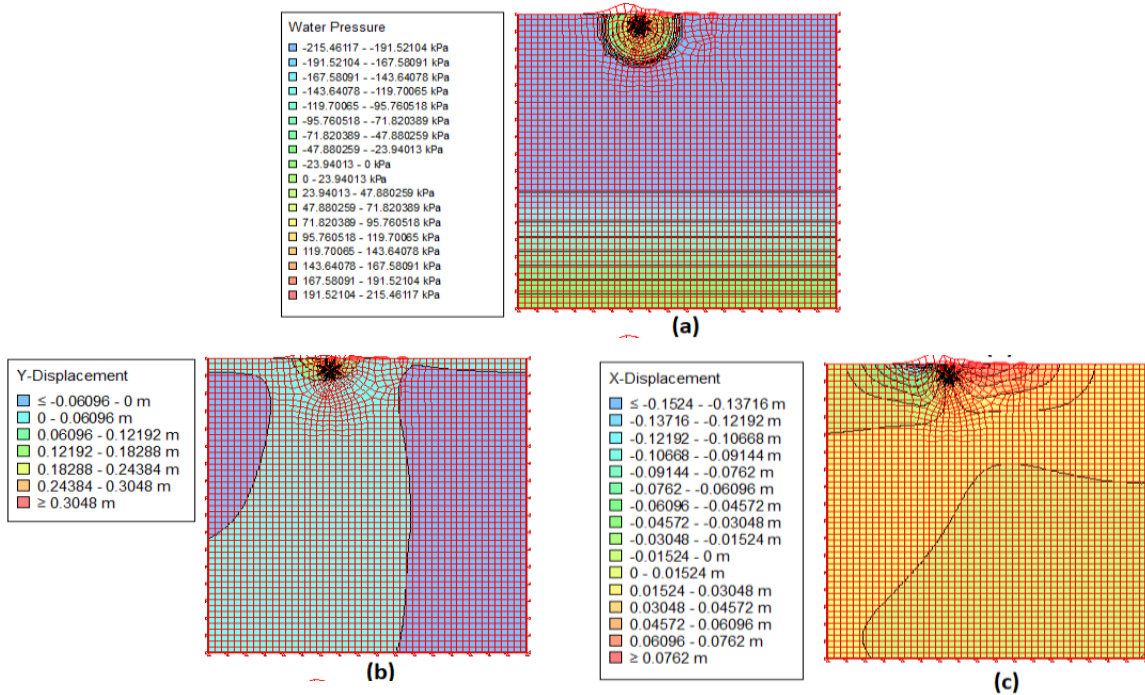 Water Pressure
-215.46117 - -191.52104 kPa
-191.52104 - -167.58091 kPa
-167.58091 - -143.64078 kPa
-143.64078 - -119.70065 kPa
-119.70065 - -95.760518 kPa
-95.760518 - -71.820389 kPa
-71.820389 - -47.880259 kPa
-47.880259 - -23.94013 kPa
-23.94013 - 0 kPa
0 - 23.94013 kPa
23.94013 - 47.880259 kPa
47.880259 - 71.820389 kPa
71.820389 - 95.760518 kPa
95.760518 - 119.70065 kPa
119.70065 - 143.64078 kPa
143.64078 - 167.58091 kPa
167.58091 - 191.52104 kPa
191.52104 - 215.46117 kPa
(a)
Y-Displacement
≤ -0.06096 - 0 m
0 - 0.06096 m
0.06096 - 0.12192 m
0.12192 - 0.18288 m
0.18288 - 0.24384 m
0.24384 - 0.3048 m
≥ 0.3048 m
(b)
X-Displacement
≤ -0.1524 - -0.13716 m
-0.13716 - -0.12192 m
-0.12192 - -0.10668 m
-0.10668 - -0.09144 m
-0.09144 - -0.0762 m
-0.0762 - -0.06096 m
-0.06096 - -0.04572 m
-0.04572 - -0.03048 m
-0.03048 - -0.01524 m
-0.01524 - 0 m
0 - 0.01524 m
0.01524 - 0.03048 m
0.03048 - 0.04572 m
0.04572 - 0.06096 m
0.06096 - 0.0762 m
≥ 0.0762 m
(c)